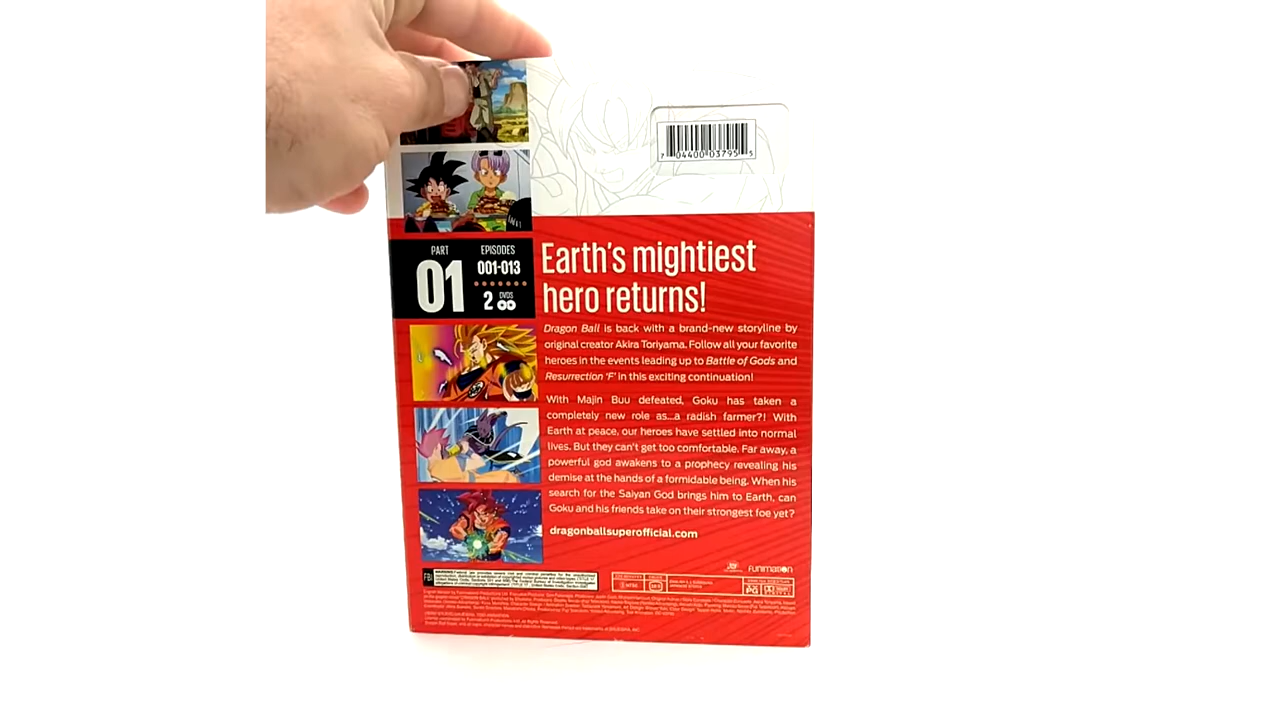 7 04400 03795 5
PART
01
EPISODES
001-013
2 DVDS
Earth's mightiest
hero returns!
Dragon Ball is back with a brand-new storyline by
original creator Akira Toriyama. Follow all your favorite
heroes in the events leading up to Battle of Gods and
Resurrection 'F' in this exciting continuation!
With Majin Buu defeated, Goku has taken a
completely new role as...a radish farmer?! With
Earth at peace, our heroes have settled into normal
lives. But they can't get too comfortable. Far away, a
powerful god awakens to a prophecy revealing his
demise at the hands of a formidable being. When his
search for the Saiyan God brings him to Earth, can
Goku and his friends take on their strongest foe yet?
dragonballsuperofficial.com
FUNIMATION
FBI